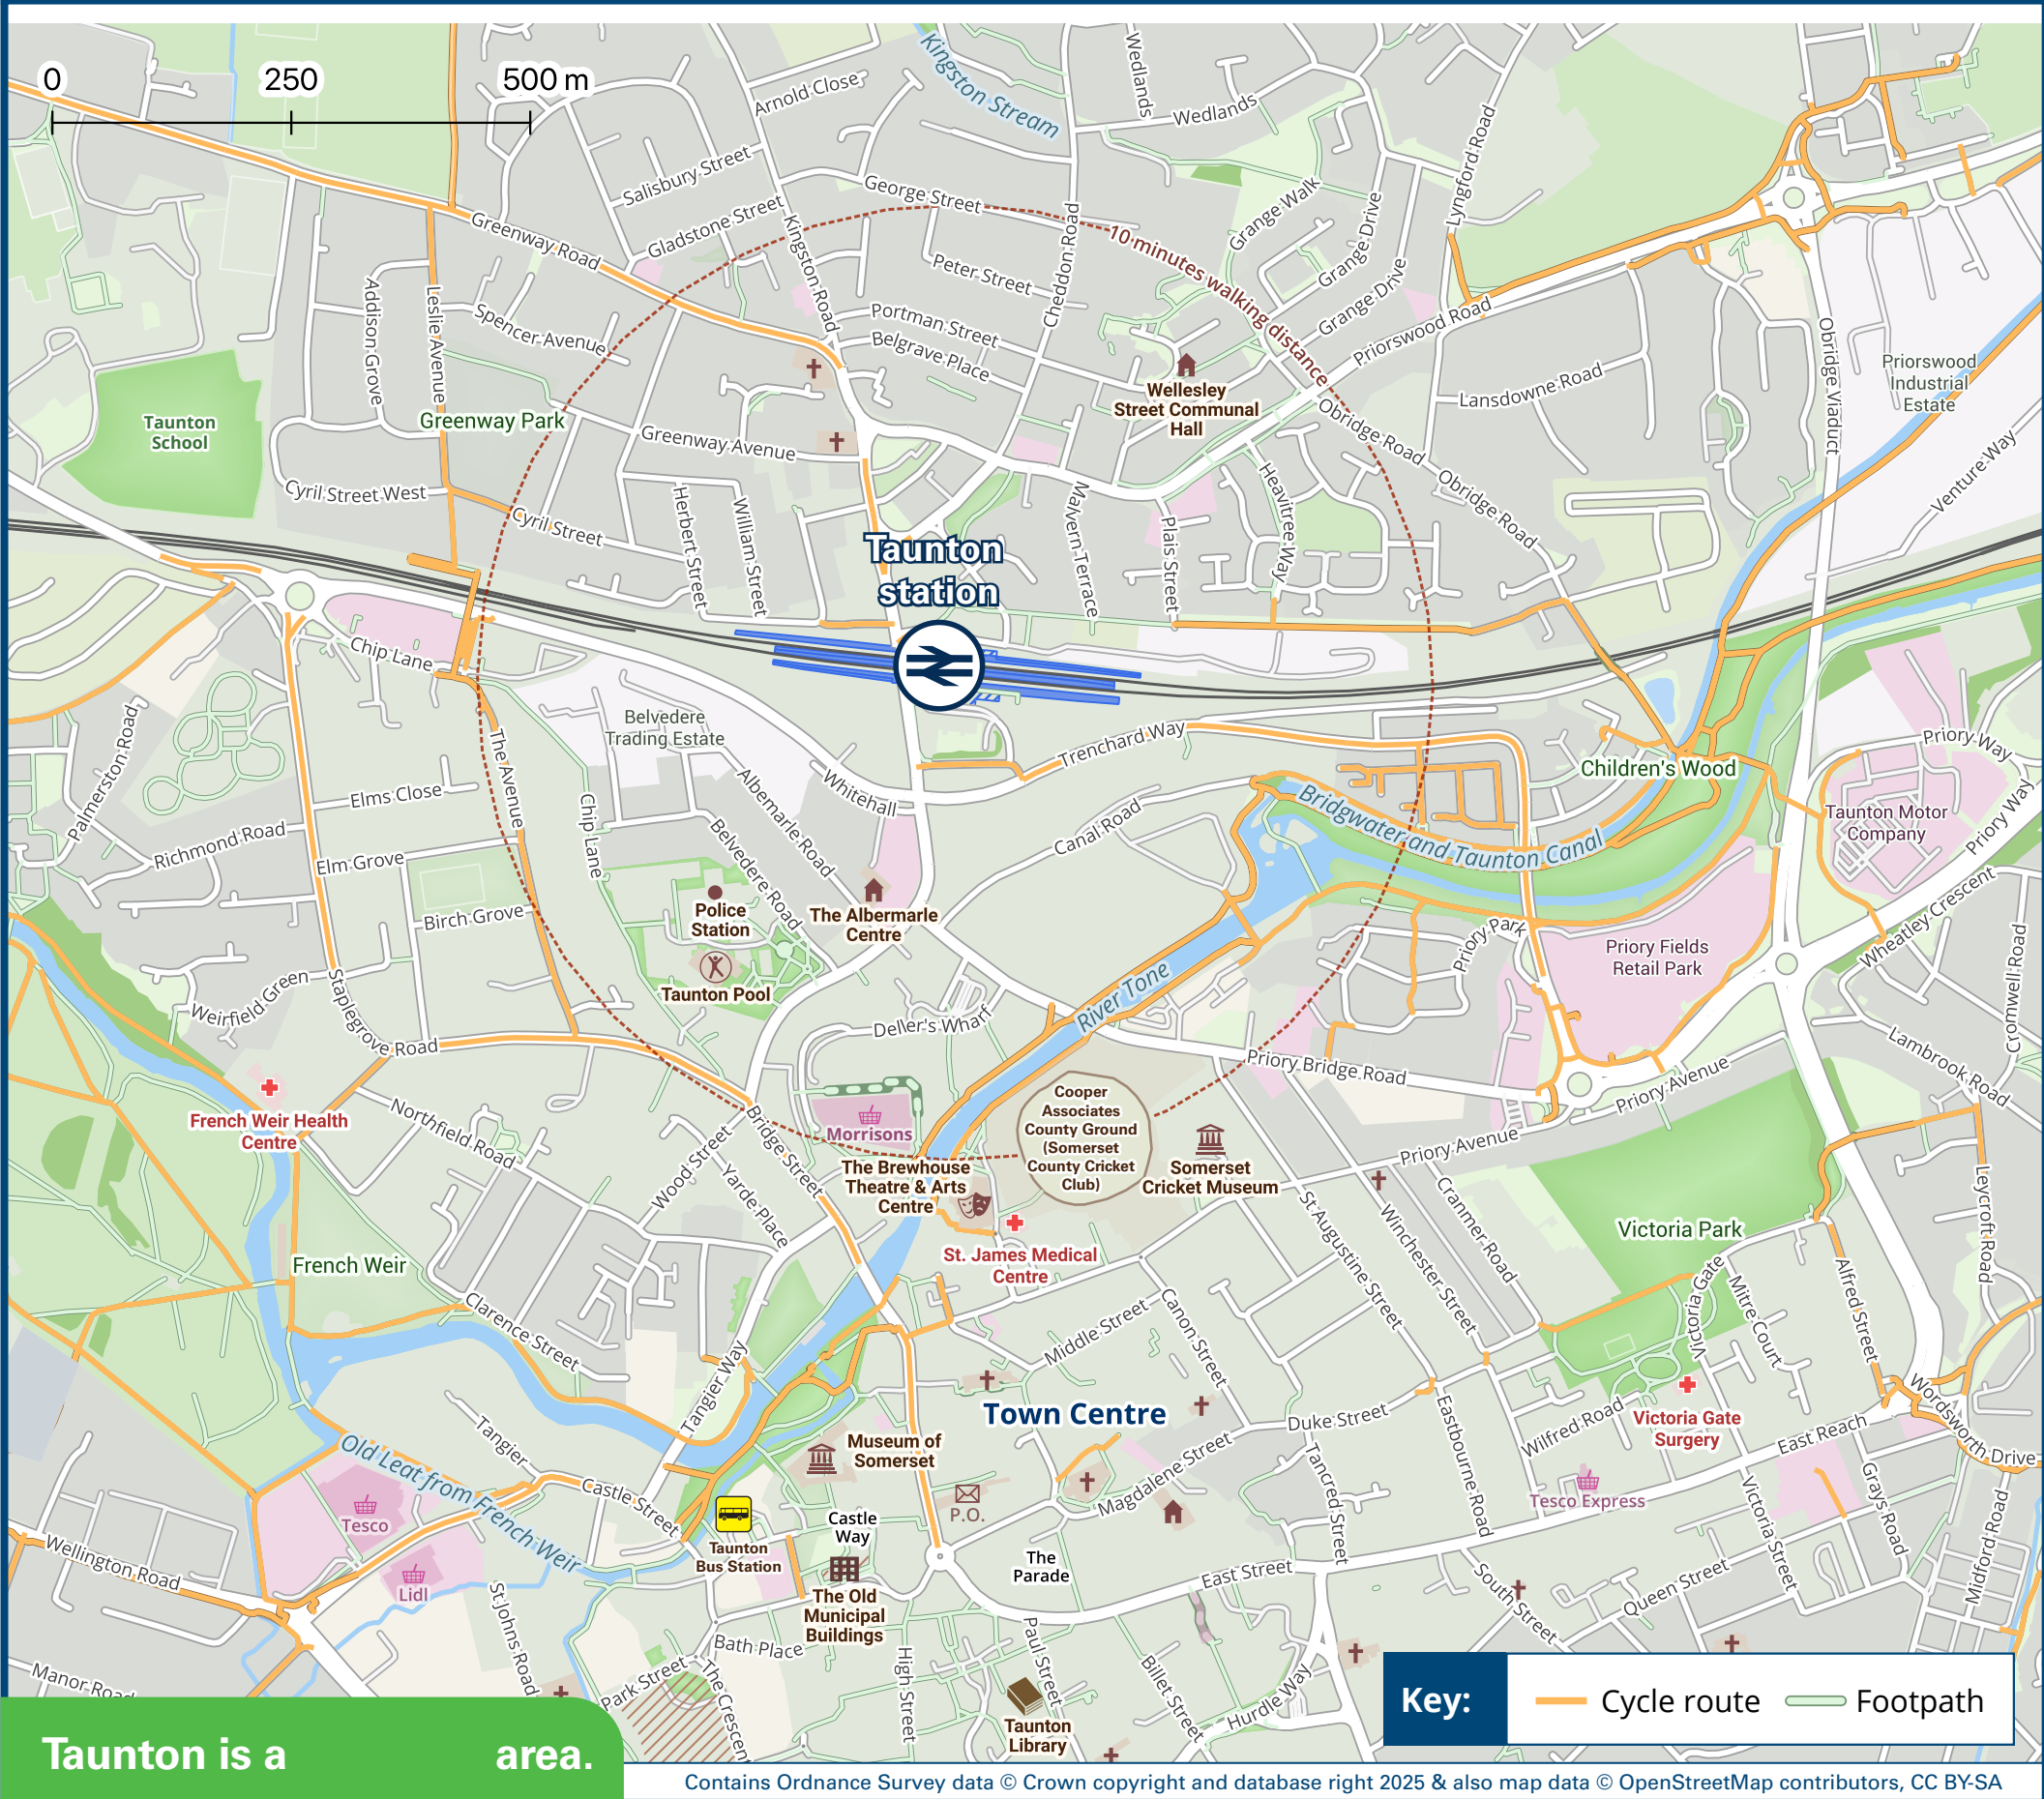 0 250 500 m
Kingston Stream
Arnold Close
Wedlands
Wedlands
Lyngford Road
Salisbury Street
George Street
Gladstone Street
Kingston Road
Greenway Road
Cheddon Road
Grange Walk
Grange Drive
Grange Drive
10 minutes walking distance
Peter Street
Portman Street
Belgrave Place
Priorswood Road
Addison Grove
Leslie Avenue
Spencer Avenue
Obridge Viaduct
Priorswood
Industrial
Estate
Wellesley
Street Communal
Hall
Lansdowne Road
Taunton
School
Greenway Park
Greenway Avenue
Obridge Road
Obridge Road
Venture Way
Cyril Street West
Cyril Street
Herbert Street
William Street
Malvern Terrace
Plais Street
Heavitree Way
Taunton
station
Chip Lane
Palmerston Road
The Avenue
Belvedere
Trading Estate
Trenchard Way
Children's Wood
Priory Way
Priory Way
Elms Close
Whitehall
Albemarle Road
Chip Lane
Belvedere Road
Canal Road
Bridgwater and Taunton Canal
Taunton Motor
Company
Richmond Road
Elm Grove
Birch Grove
Police
Station
The Albermarle
Centre
Priory Park
Priory Fields
Retail Park
Wheatley Crescent
Cromwell Road
Taunton Pool
Weirfield Green
Staplegrove Road
Deller's Wharf
River Tone
Priory Bridge Road
Priory Avenue
Lambrook Road
French Weir Health
Centre
Northfield Road
Bridge Street
Morrisons
Cooper
Associates
County Ground
(Somerset
County Cricket
Club)
Wood Street
Yarde Place
The Brewhouse
Theatre & Arts
Centre
Somerset
Cricket Museum
Priory Avenue
Cranmer Road
Winchester Street
St Augustine Street
Leycroft Road
Victoria Park
French Weir
St. James Medical
Centre
Victoria Gate
Mitre Court
Alfred Street
Clarence Street
Canon Street
Middle Street
Tangier Way
Town Centre
Duke Street
Eastbourne Road
Wilfred Road
Victoria Gate
Surgery
East Reach
Wordsworth Drive
Tangier
Old Leat from French Weir
Castle Street
Museum of
Somerset
Magdalene Street
Tancred Street
Tesco Express
Victoria Street
Grays Road
Midford Road
Tesco
Lidl
P.O.
Taunton
Bus Station
Castle
Way
The
Parade
East Street
Wellington Road
The Old
Municipal
Buildings
South Street
Queen Street
St Johns Road
Bath Place
High Street
Paul Street
Billet Street
Hurdle Way
Manor Road
Park Street
The Crescent
Taunton
Library
Key: Cycle route Footpath
Taunton is a area.
Contains Ordnance Survey data © Crown copyright and database right 2025 & also map data © OpenStreetMap contributors, CC BY-SA